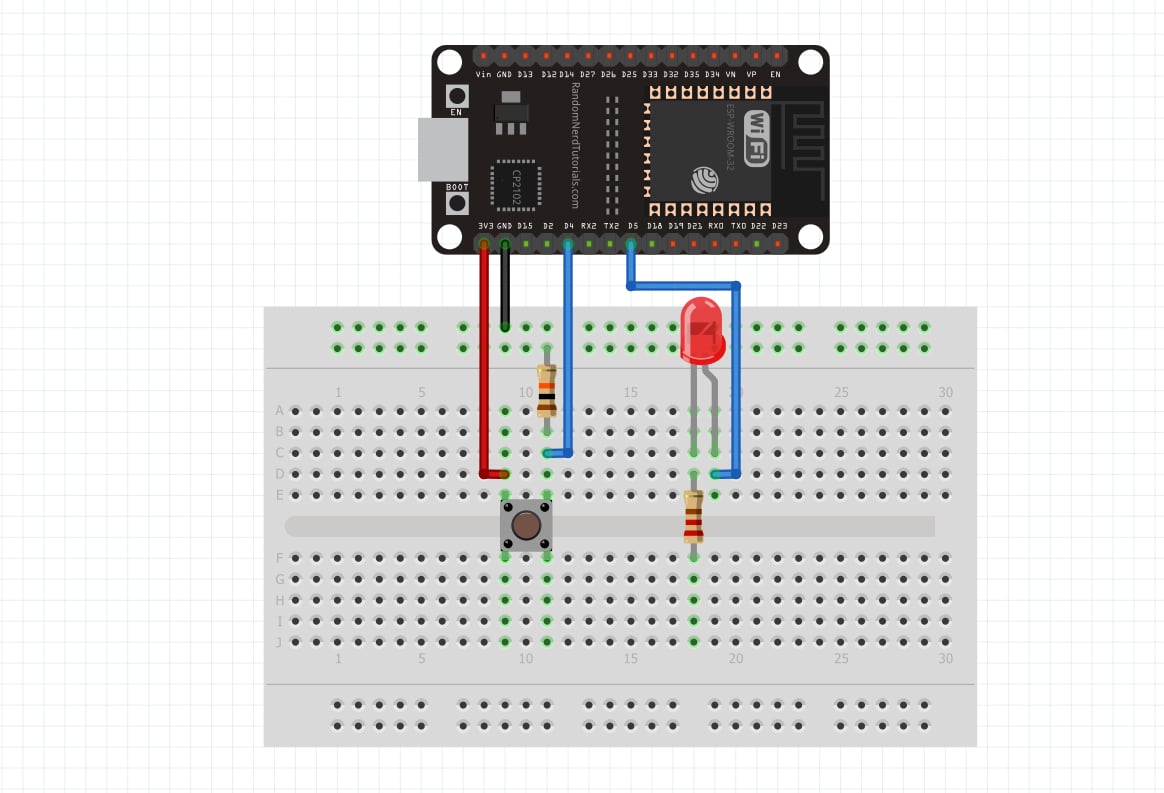 Vin GND D13 D12 D14 D27 D26 D25 D33 D32 D35 D34 VN VP EN
EN
RandomNerdTutorials.com
ESP-WROOM-32
WiFi
CP2102
BOOT
3V3 GND D15 D2 D4 RX2 TX2 D5 D18 D19 D21 RX0 TX0 D22 D23
1 5 10 15 20 25 30
A
B
C
D
E
F
G
H
I
J
1 5 10 15 20 25 30